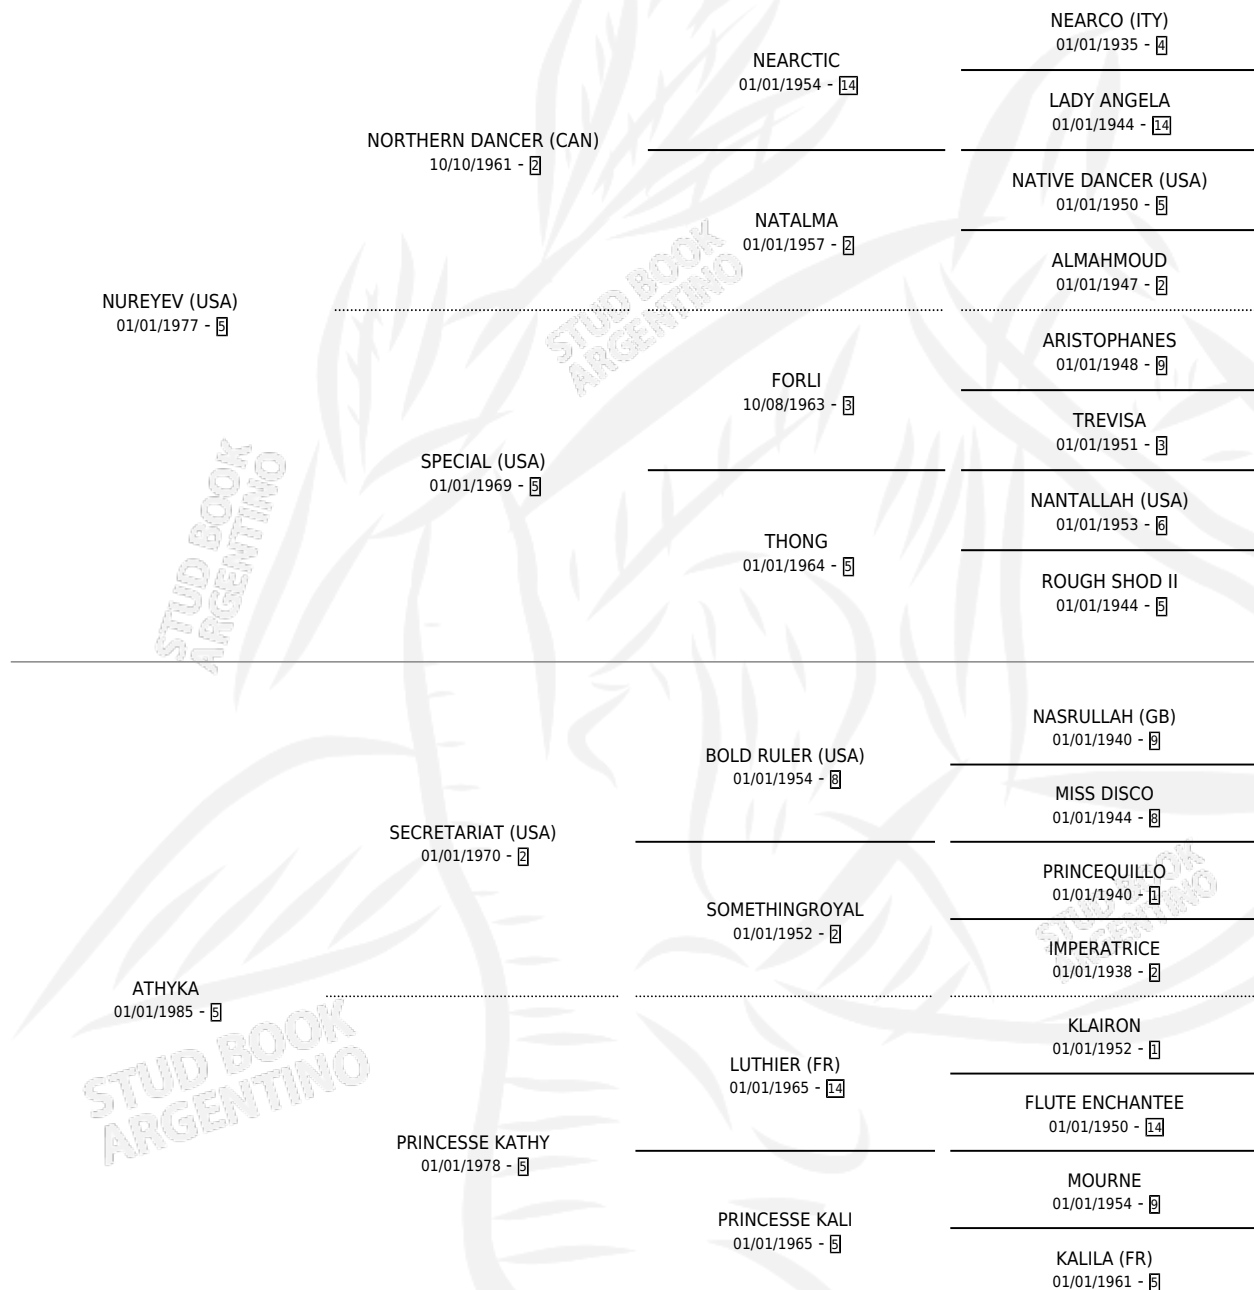 NUREYEV (USA)
01/01/1977 - 5
NORTHERN DANCER (CAN)
10/10/1961 - 2
NEARCTIC
01/01/1954 - 14
NEARCO (ITY)
01/01/1935 - 4
LADY ANGELA
01/01/1944 - 14
NATALMA
01/01/1957 - 2
NATIVE DANCER (USA)
01/01/1950 - 5
ALMAHMOUD
01/01/1947 - 2
SPECIAL (USA)
01/01/1969 - 5
FORLI
10/08/1963 - 3
ARISTOPHANES
01/01/1948 - 9
TREVISA
01/01/1951 - 3
THONG
01/01/1964 - 5
NANTALLAH (USA)
01/01/1953 - 6
ROUGH SHOD II
01/01/1944 - 5
ATHYKA
01/01/1985 - 5
SECRETARIAT (USA)
01/01/1970 - 2
BOLD RULER (USA)
01/01/1954 - 8
NASRULLAH (GB)
01/01/1940 - 9
MISS DISCO
01/01/1944 - 8
SOMETHINGROYAL
01/01/1952 - 2
PRINCEQUILLO
01/01/1940 - 1
IMPERATRICE
01/01/1938 - 2
PRINCESSE KATHY
01/01/1978 - 5
LUTHIER (FR)
01/01/1965 - 14
KLAIRON
01/01/1952 - 1
FLUTE ENCHANTEE
01/01/1950 - 14
PRINCESSE KALI
01/01/1965 - 5
MOURNE
01/01/1954 - 9
KALILA (FR)
01/01/1961 - 5
STUD BOOK
ARGENTINO
STUD BOOK
ARGENTINO
STUD BOOK
ARGENTINO
STUD BOOK
ARGENTINO